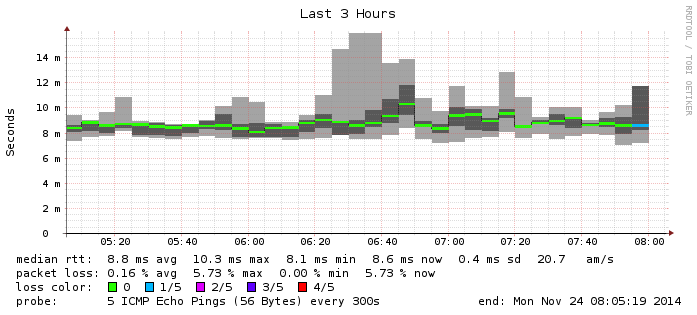 Last 3 Hours
RRDTOOL / TOBI OETIKER
Seconds
14 m
12 m
10 m
8 m
6 m
4 m
2 m
0
05:20 05:40 06:00 06:20 06:40 07:00 07:20 07:40 08:00
median rtt: 8.8 ms avg 10.3 ms max 8.1 ms min 8.6 ms now 0.4 ms sd 20.7 am/s
packet loss: 0.16 % avg 5.73 % max 0.00 % min 5.73 % now
loss color: 0 1/5 2/5 3/5 4/5
probe: 5 ICMP Echo Pings (56 Bytes) every 300s end: Mon Nov 24 08:05:19 2014